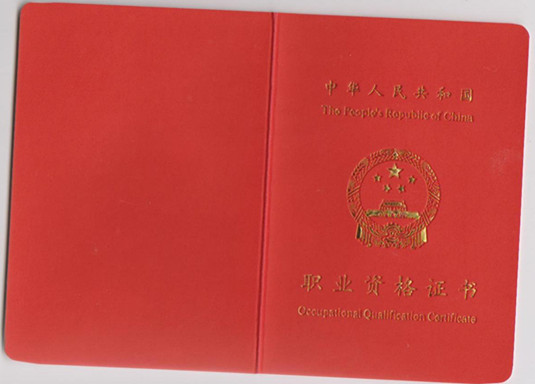 中华人民共和国
The People's Republic of China
职业资格证书
Occupational Qualification Certificate